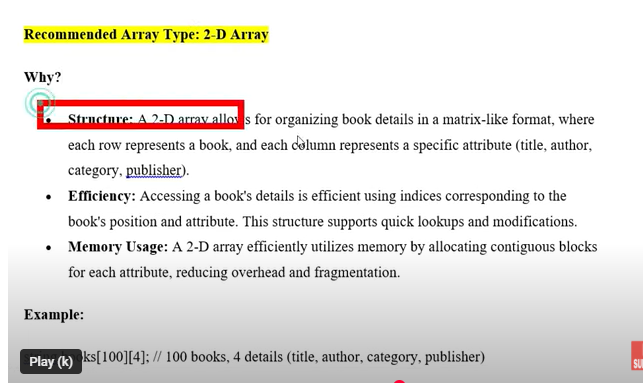 Recommended Array Type: 2-D Array
Why?
• Structure: A 2-D array allows for organizing book details in a matrix-like format, where
each row represents a book, and each column represents a specific attribute (title, author,
category, publisher).
• Efficiency: Accessing a book's details is efficient using indices corresponding to the
book's position and attribute. This structure supports quick lookups and modifications.
• Memory Usage: A 2-D array efficiently utilizes memory by allocating contiguous blocks
for each attribute, reducing overhead and fragmentation.
Example:
Play (k) ks[100][4]; // 100 books, 4 details (title, author, category, publisher)